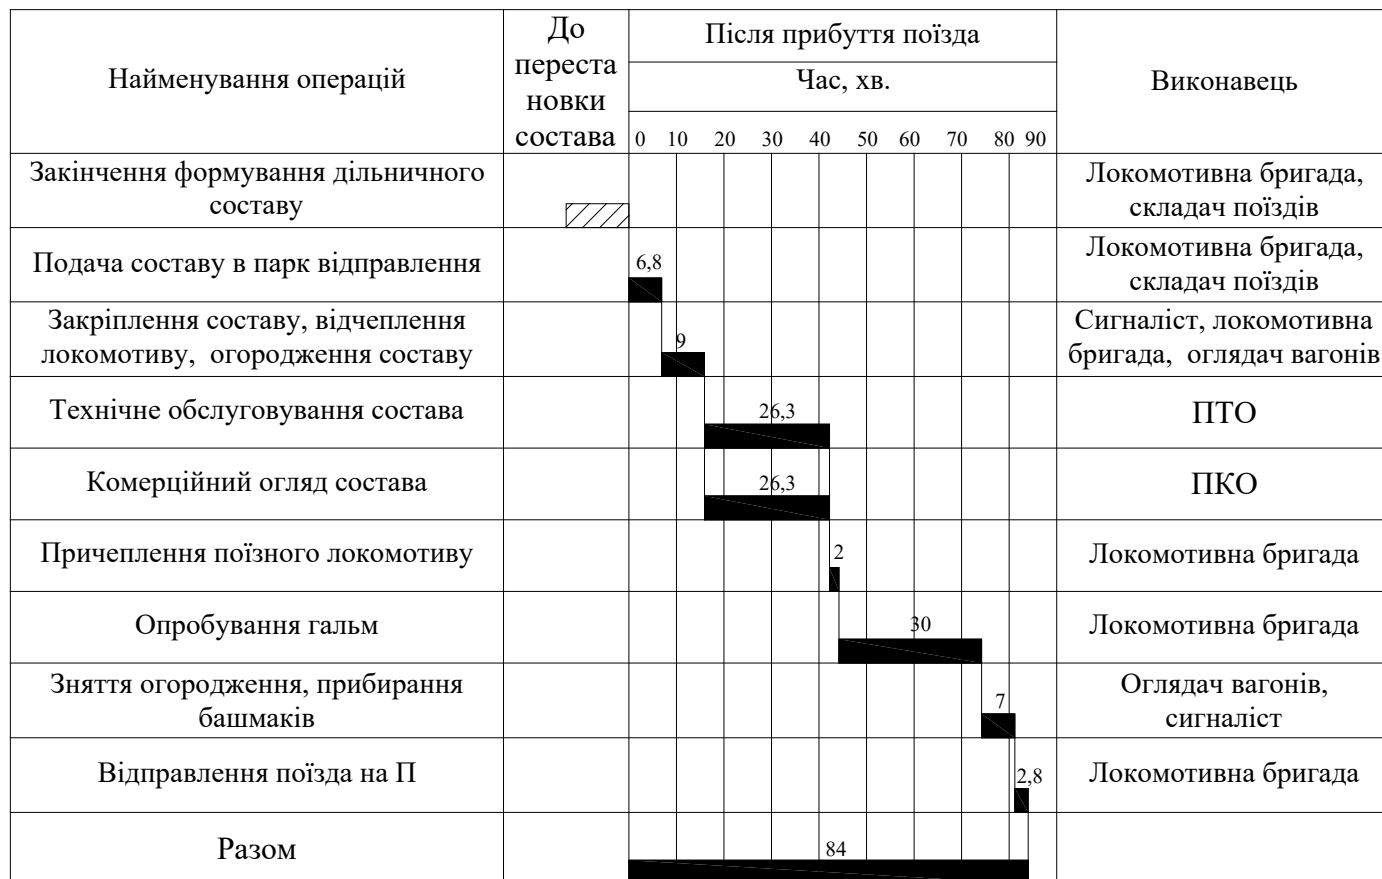 Найменування операцій
До
переста
новки
состава
Після прибуття поїзда
Час, хв.
0 10 20 30 40 50 60 70 80 90
Виконавець
Закінчення формування дільничного
составу
Локомотивна бригада,
складач поїздів
Подача составу в парк відправлення
6,8
Локомотивна бригада,
складач поїздів
Закріплення составу, відчеплення
локомотиву, огородження составу
9
Сигналіст, локомотивна
бригада, оглядач вагонів
Технічне обслуговування состава
26,3
ПТО
Комерційний огляд состава
26,3
ПКО
Причеплення поїзного локомотиву
2
Локомотивна бригада
Опробування гальм
30
Локомотивна бригада
Зняття огородження, прибирання
башмаків
7
Оглядач вагонів,
сигналіст
Відправлення поїзда на П
2,8
Локомотивна бригада
Разом
84